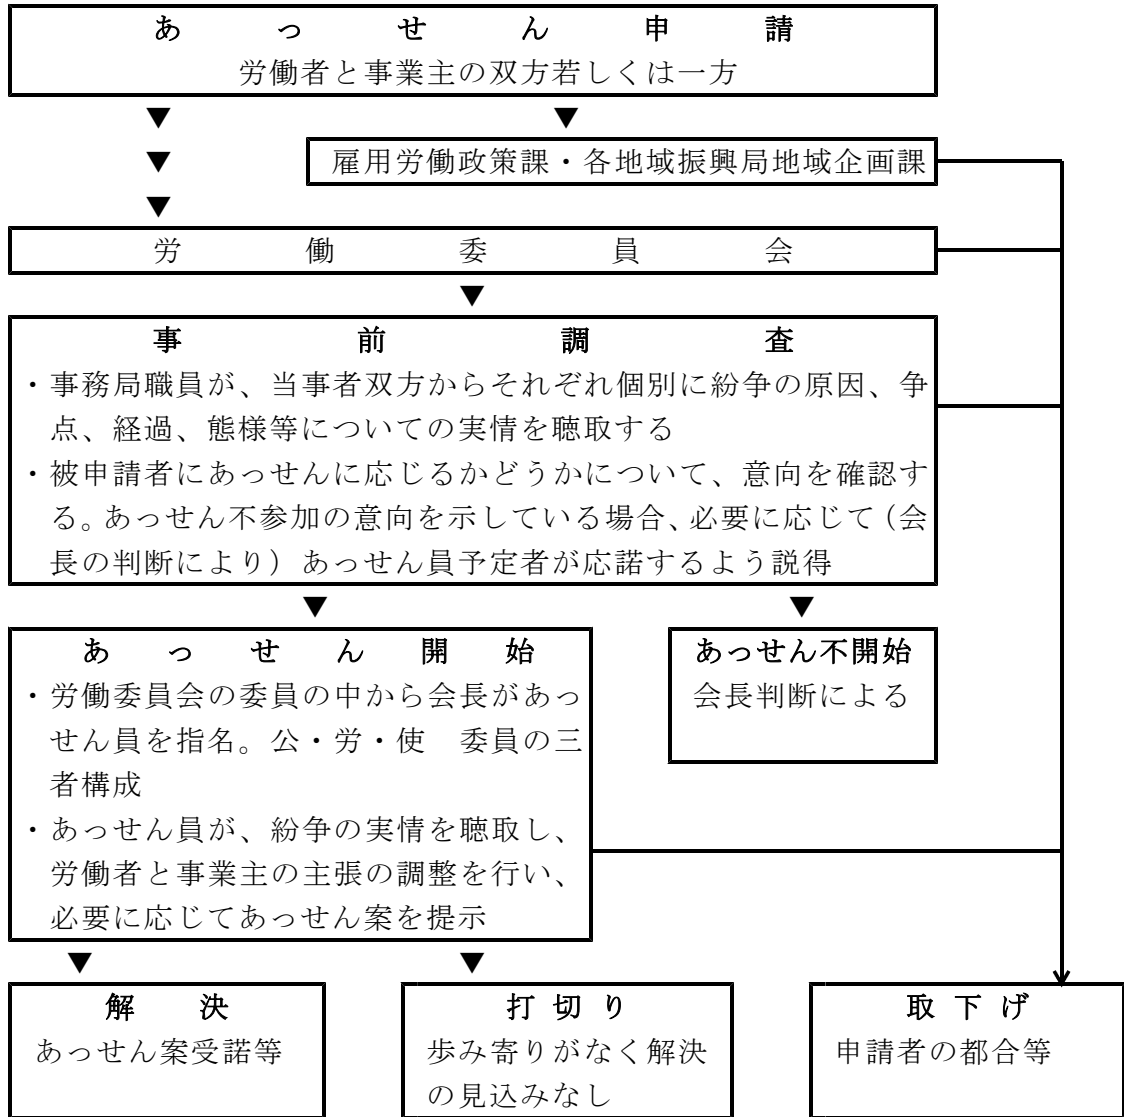 あっせん申請
労働者と事業主の双方若しくは一方
▼ ▼
▼ 雇用労働政策課・各地域振興局地域企画課
▼
労働委員会
▼
事前調査
・事務局職員が、当事者双方からそれぞれ個別に紛争の原因、争
点、経過、態様等についての実情を聴取する
・被申請者にあっせんに応じるかどうかについて、意向を確認す
る。あっせん不参加の意向を示している場合、必要に応じて(会
長の判断により)あっせん員予定者が応諾するよう説得
▼ ▼
あっせん開始
・労働委員会の委員の中から会長があっ
せん員を指名。公・労・使 委員の三
者構成
・あっせん員が、紛争の実情を聴取し、
労働者と事業主の主張の調整を行い、
必要に応じてあっせん案を提示
あっせん不開始
会長判断による
▼ ▼
解決
あっせん案受諾等
打切り
歩み寄りがなく解決
の見込みなし
取下げ
申請者の都合等